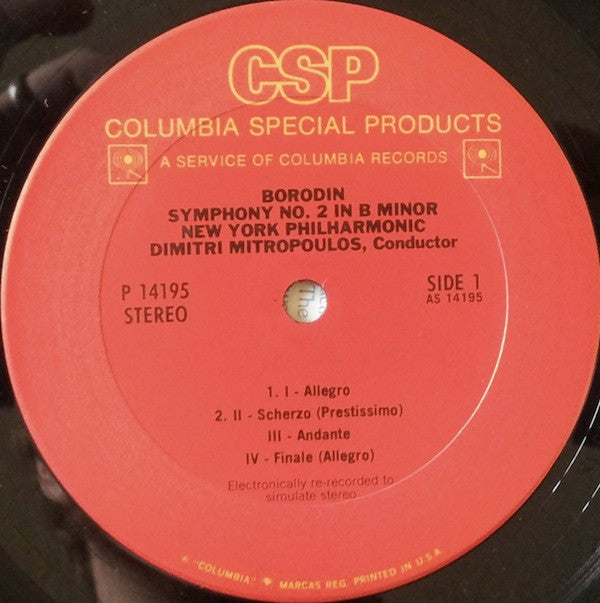 CSP
COLUMBIA SPECIAL PRODUCTS
A SERVICE OF COLUMBIA RECORDS
BORODIN
SYMPHONY NO. 2 IN B MINOR
NEW YORK PHILHARMONIC
DIMITRI MITROPOULOS, Conductor
P 14195
STEREO
SIDE 1
AS 14195
The
1. I - Allegro
2. II - Scherzo (Prestissimo)
III - Andante
IV - Finale (Allegro)
Electronically re-recorded to
simulate stereo
"COLUMBIA" MARCAS REG. PRINTED IN U.S.A.